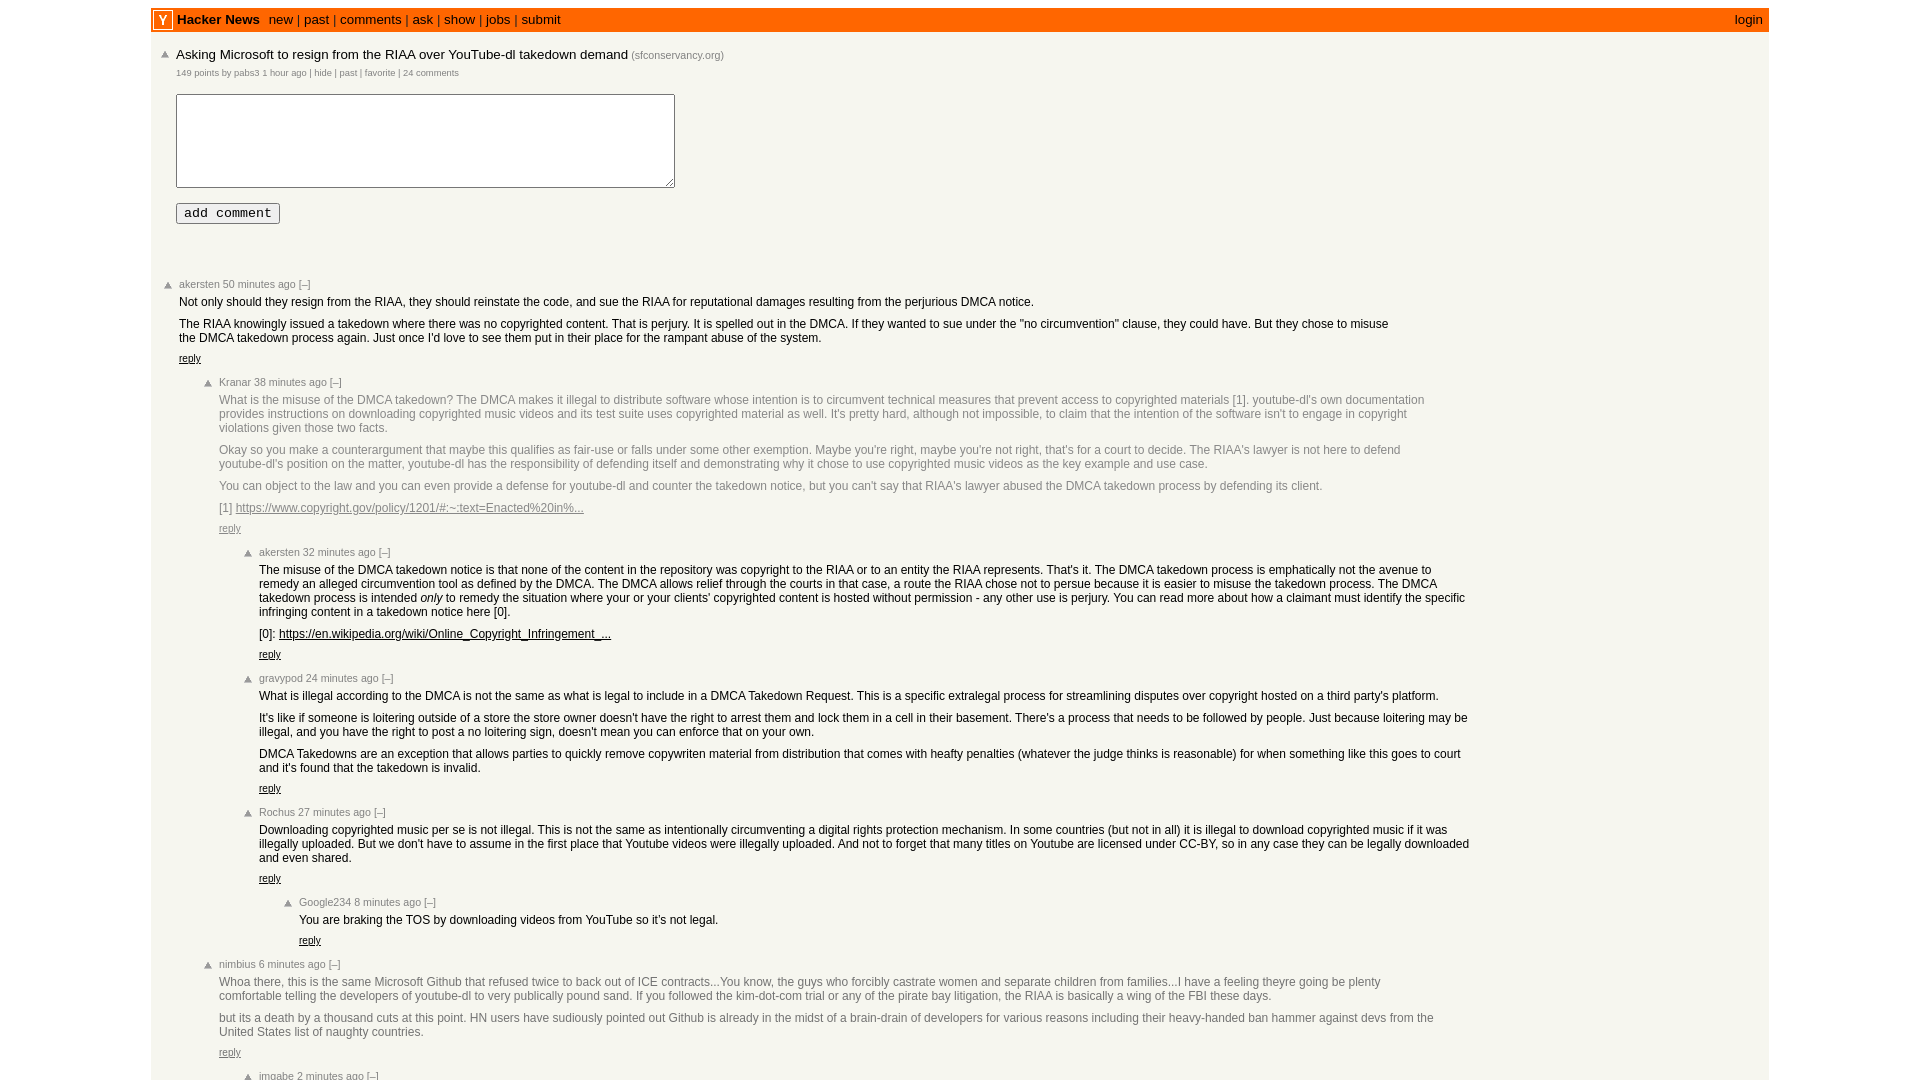 Y Hacker News new | past | comments | ask | show | jobs | submit login
Asking Microsoft to resign from the RIAA over YouTube-dl takedown demand (sfconservancy.org)
149 points by pabs3 1 hour ago | hide | past | favorite | 24 comments
add comment
akersten 50 minutes ago [–]
Not only should they resign from the RIAA, they should reinstate the code, and sue the RIAA for reputational damages resulting from the perjurious DMCA notice.
The RIAA knowingly issued a takedown where there was no copyrighted content. That is perjury. It is spelled out in the DMCA. If they wanted to sue under the "no circumvention" clause, they could have. But they chose to misuse
the DMCA takedown process again. Just once I'd love to see them put in their place for the rampant abuse of the system.
reply
Kranar 38 minutes ago [–]
What is the misuse of the DMCA takedown? The DMCA makes it illegal to distribute software whose intention is to circumvent technical measures that prevent access to copyrighted materials [1]. youtube-dl's own documentation
provides instructions on downloading copyrighted music videos and its test suite uses copyrighted material as well. It's pretty hard, although not impossible, to claim that the intention of the software isn't to engage in copyright
violations given those two facts.
Okay so you make a counterargument that maybe this qualifies as fair-use or falls under some other exemption. Maybe you're right, maybe you're not right, that's for a court to decide. The RIAA's lawyer is not here to defend
youtube-dl's position on the matter, youtube-dl has the responsibility of defending itself and demonstrating why it chose to use copyrighted music videos as the key example and use case.
You can object to the law and you can even provide a defense for youtube-dl and counter the takedown notice, but you can't say that RIAA's lawyer abused the DMCA takedown process by defending its client.
[1] https://www.copyright.gov/policy/1201/#:~:text=Enacted%20in%...
reply
akersten 32 minutes ago [–]
The misuse of the DMCA takedown notice is that none of the content in the repository was copyright to the RIAA or to an entity the RIAA represents. That's it. The DMCA takedown process is emphatically not the avenue to
remedy an alleged circumvention tool as defined by the DMCA. The DMCA allows relief through the courts in that case, a route the RIAA chose not to persue because it is easier to misuse the takedown process. The DMCA
takedown process is intended only to remedy the situation where your or your clients' copyrighted content is hosted without permission - any other use is perjury. You can read more about how a claimant must identify the specific
infringing content in a takedown notice here [0].
[0]: https://en.wikipedia.org/wiki/Online_Copyright_Infringement_...
reply
gravypod 24 minutes ago [–]
What is illegal according to the DMCA is not the same as what is legal to include in a DMCA Takedown Request. This is a specific extralegal process for streamlining disputes over copyright hosted on a third party's platform.
It's like if someone is loitering outside of a store the store owner doesn't have the right to arrest them and lock them in a cell in their basement. There's a process that needs to be followed by people. Just because loitering may be
illegal, and you have the right to post a no loitering sign, doesn't mean you can enforce that on your own.
DMCA Takedowns are an exception that allows parties to quickly remove copywriten material from distribution that comes with heafty penalties (whatever the judge thinks is reasonable) for when something like this goes to court
and it's found that the takedown is invalid.
reply
Rochus 27 minutes ago [–]
Downloading copyrighted music per se is not illegal. This is not the same as intentionally circumventing a digital rights protection mechanism. In some countries (but not in all) it is illegal to download copyrighted music if it was
illegally uploaded. But we don't have to assume in the first place that Youtube videos were illegally uploaded. And not to forget that many titles on Youtube are licensed under CC-BY, so in any case they can be legally downloaded
and even shared.
reply
Google234 8 minutes ago [–]
You are braking the TOS by downloading videos from YouTube so it’s not legal.
reply
nimbius 6 minutes ago [–]
Whoa there, this is the same Microsoft Github that refused twice to back out of ICE contracts...You know, the guys who forcibly castrate women and separate children from families...I have a feeling theyre going be plenty
comfortable telling the developers of youtube-dl to very publically pound sand. If you followed the kim-dot-com trial or any of the pirate bay litigation, the RIAA is basically a wing of the FBI these days.
but its a death by a thousand cuts at this point. HN users have sudiously pointed out Github is already in the midst of a brain-drain of developers for various reasons including their heavy-handed ban hammer against devs from the
United States list of naughty countries.
reply
imgabe 2 minutes ago [–]